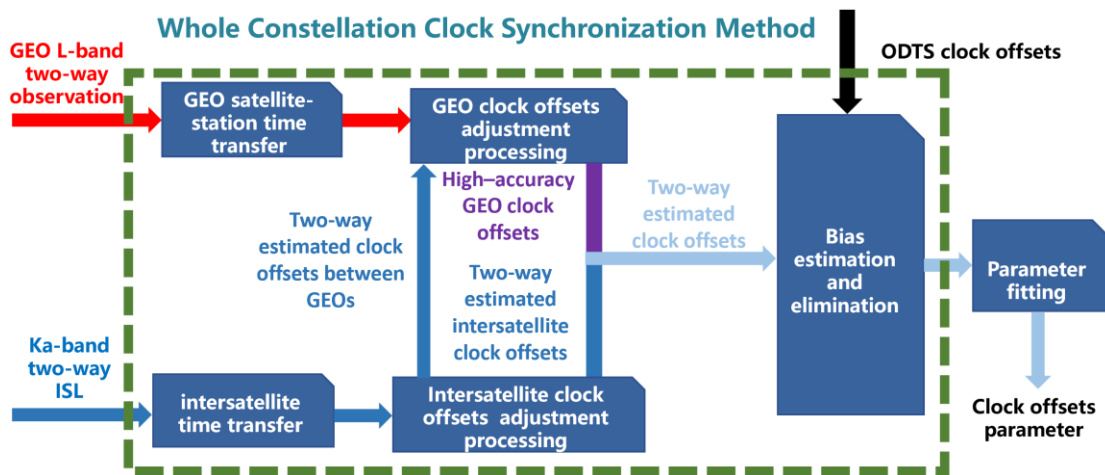 Whole Constellation Clock Synchronization Method
GEO L-band
two-way
observation
ODTS clock offsets
GEO satellite-
station time
transfer
GEO clock offsets
adjustment
processing
High–accuracy
GEO clock
offsets
Two-way
estimated
clock offsets
Two-way
estimated clock
offsets between
GEOs
Two-way
estimated
intersatellite
clock offsets
Bias
estimation
and
elimination
Parameter
fitting
Ka-band
two-way
ISL
intersatellite
time transfer
Intersatellite clock
offsets adjustment
processing
Clock offsets
parameter